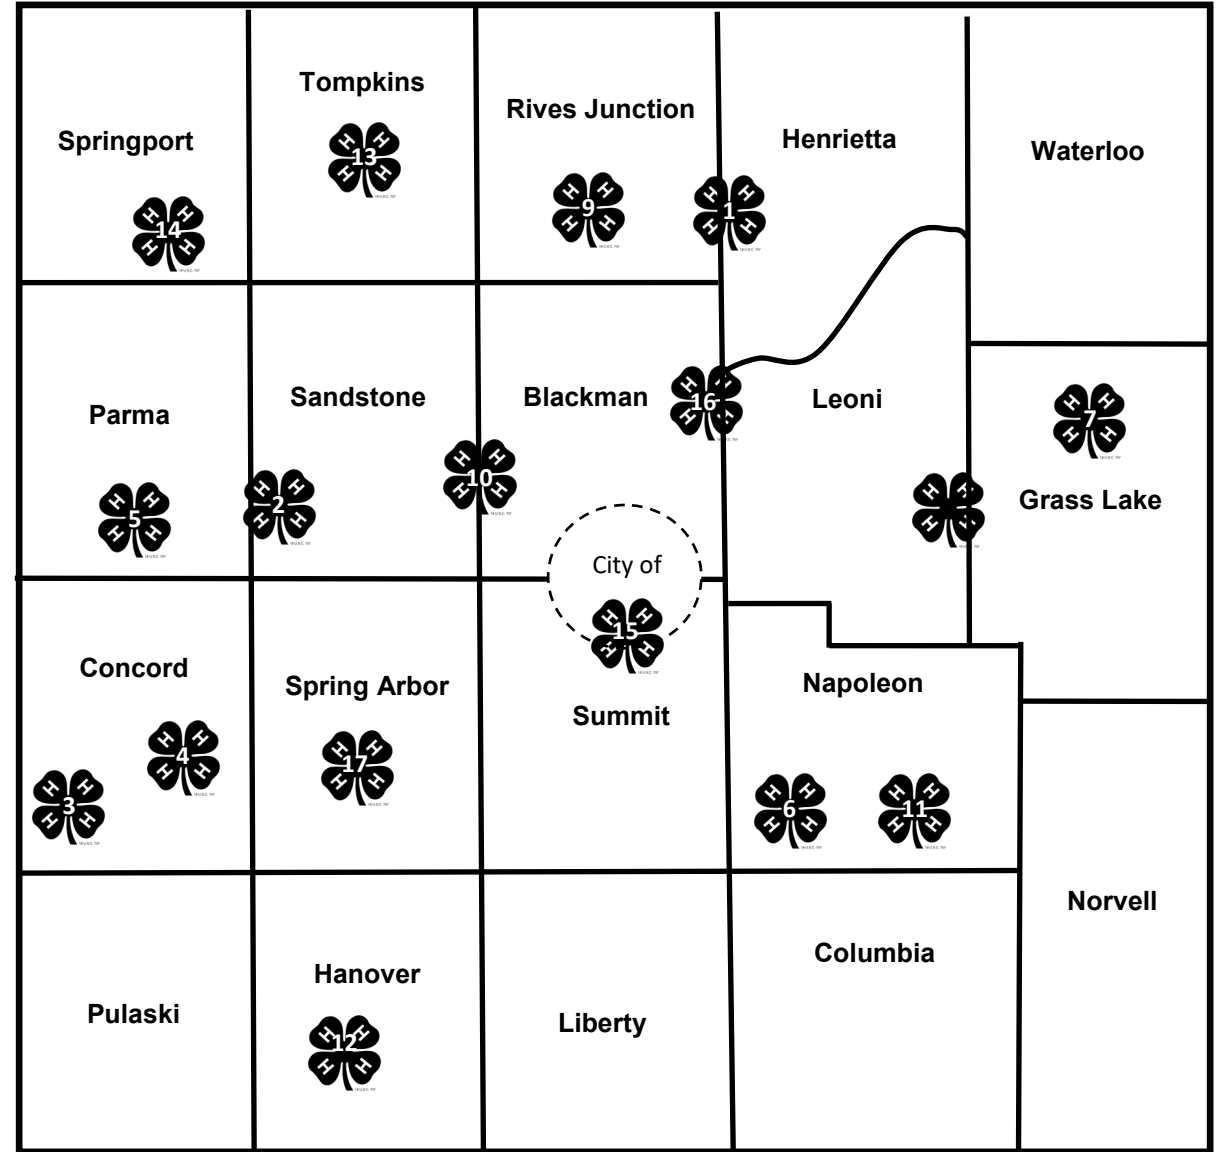 Tompkins
Rives Junction
Henrietta
Springport
Waterloo
H H
13
H H
H H
9
H H
H H
1
H H
H H
14
H H
Sandstone
Blackman
Leoni
Parma
H H
16
H H
H H
7
H H
H H
10
H H
H H
2
H H
H H
5
H H
Grass Lake
H H
H H
City of
H H
15
H H
Concord
Spring Arbor
Napoleon
Summit
H H
4
H H
H H
17
H H
H H
3
H H
H H
6
H H
H H
11
H H
Norvell
Columbia
Hanover
Pulaski
Liberty
H H
12
H H